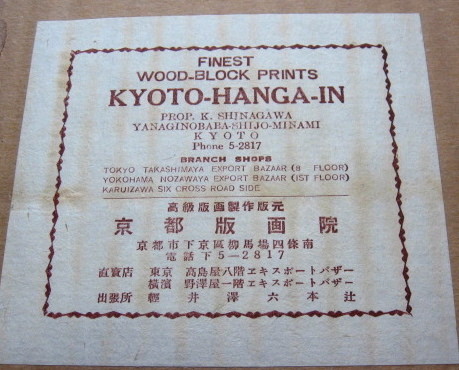 FINEST
WOOD-BLOCK PRINTS
KYOTO-HANGA-IN
PROP. K. SHINAGAWA
YANAGINOBABA-SHIJO-MINAMI
KYOTO
Phone 5-2817
BRANCH SHOPS
TOKYO TAKASHIMAYA EXPORT BAZAAR (8 FLOOR)
YOKOHAMA NOZAWAYA EXPORT BAZAAR (1ST FLOOR)
KARUIZAWA SIX CROSS ROAD SIDE
高級版画製作版元
京都版画院
京都市下京區柳馬場四條南
電話下5-2817
直賣店 東京 高島屋八階エキスポートバザー
橫濱 野澤屋一階エキスポートバザー
出張所 輕井澤六本辻